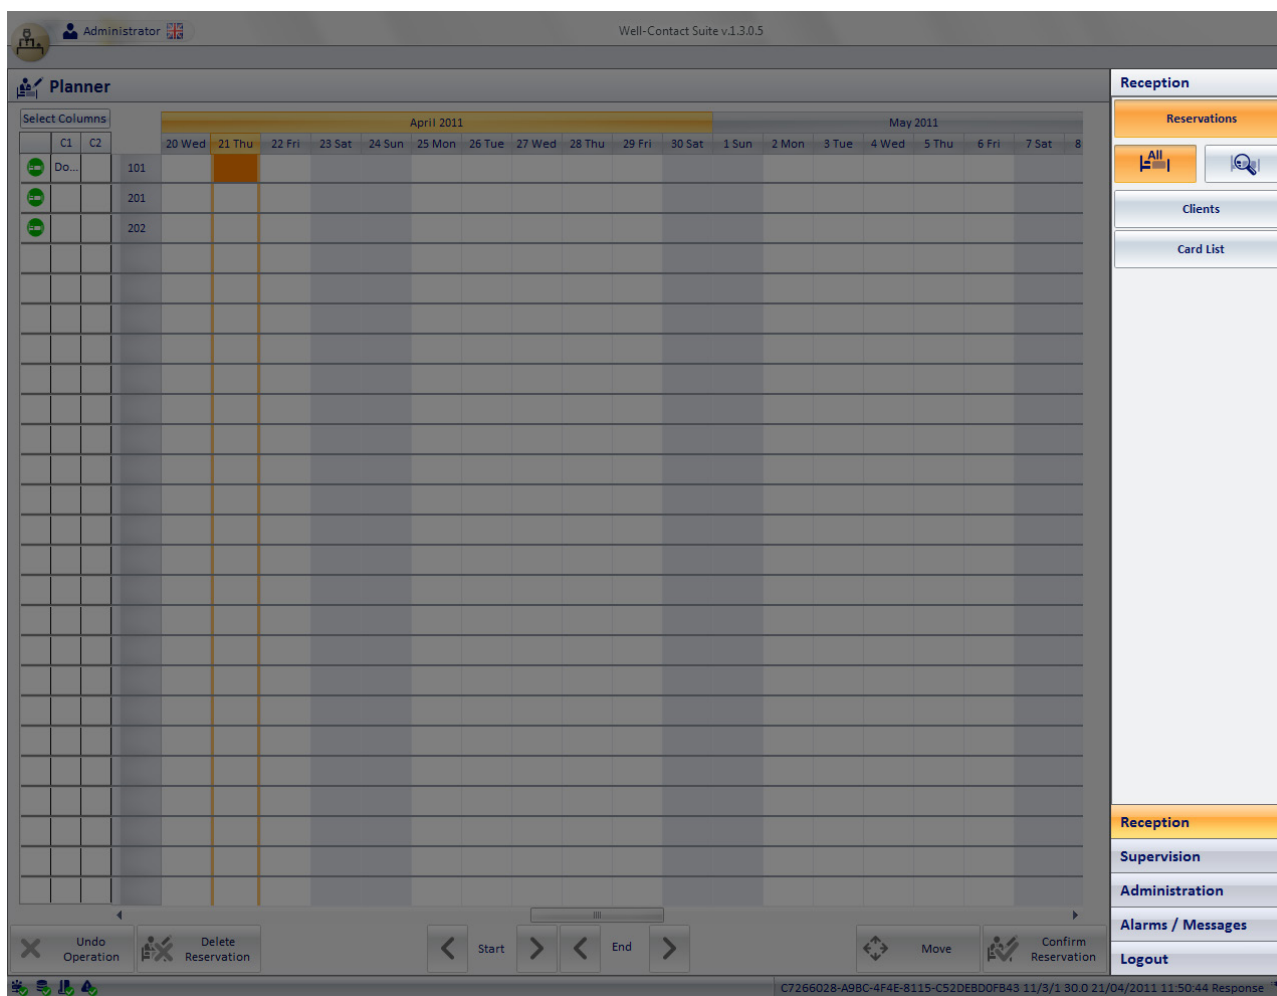 Administrator
Well-Contact Suite v.1.3.0.5
Planner
Reception
Select Columns
April 2011
May 2011
Reservations
C1 C2
20 Wed 21 Thu 22 Fri 23 Sat 24 Sun 25 Mon 26 Tue 27 Wed 28 Thu 29 Fri 30 Sat 1 Sun 2 Mon 3 Tue 4 Wed 5 Thu 6 Fri 7 Sat 8
All
Do... 101
201
202
Clients
Card List
Reception
Supervision
Administration
Alarms / Messages
Logout
Undo
Operation
Delete
Reservation
Start
End
Move
Confirm
Reservation
C7266028-A9BC-4F4E-8115-C52DEBD0FB43 11/3/1 30.0 21/04/2011 11:50:44 Response